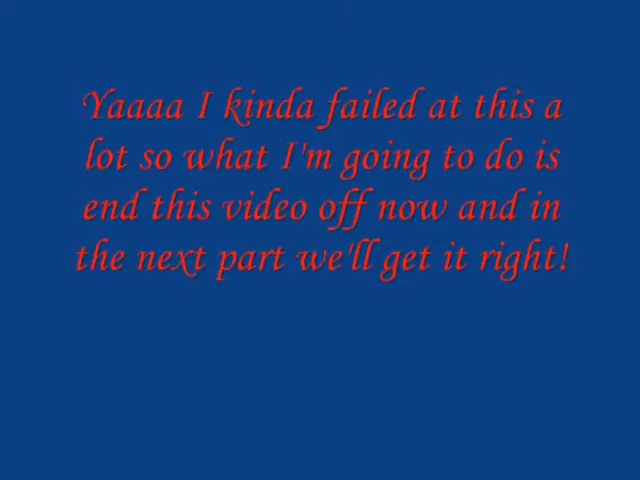 Yaaaa I kinda failed at this a
lot so what I'm going to do is
end this video off now and in
the next part we'll get it right!